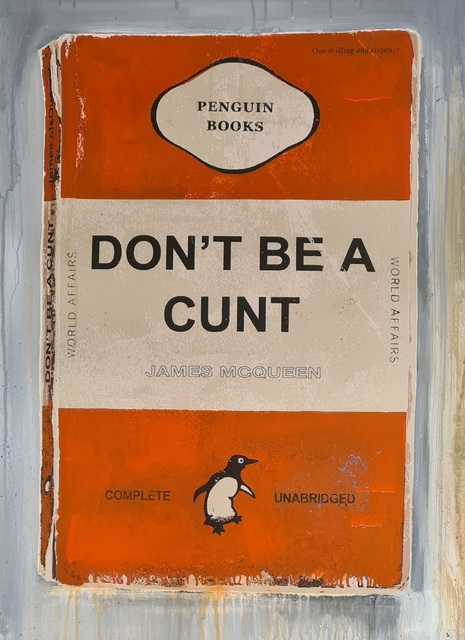 One shilling and sixpence
PENGUIN
BOOKS
DON'T BE A
CUNT
WORLD AFFAIRS
WORLD AFFAIRS
JAMES MCQUEEN
COMPLETE
UNABRIDGED
DON'T BE A CUNT